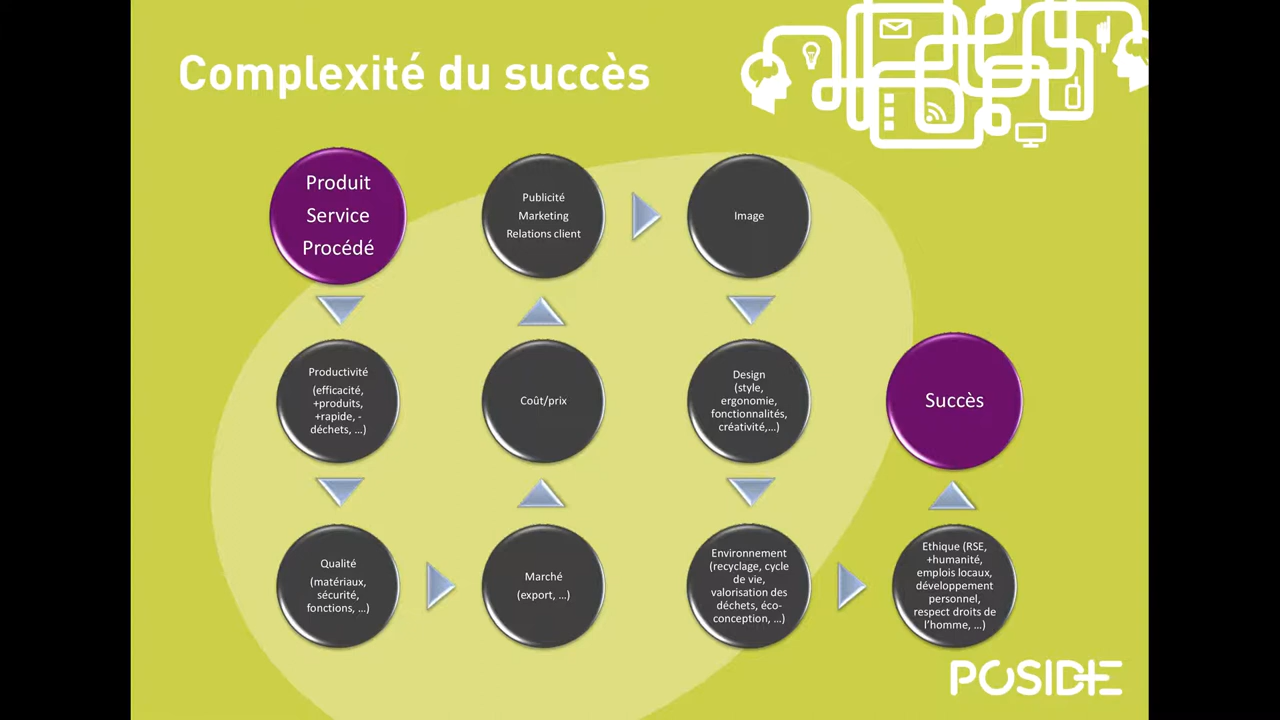 Complexité du succès
Produit
Service
Procédé
Productivité
(efficacité,
+produits,
+rapide, -
déchets, ...)
Qualité
(matériaux,
sécurité,
fonctions, ...)
Marché
(export, ...)
Coût/prix
Publicité
Marketing
Relations client
Image
Design
(style,
ergonomie,
fonctionnalités,
créativité,...)
Environnement
(recyclage, cycle
de vie,
valorisation des
déchets, éco-
conception, ...)
Ethique (RSE,
+humanité,
emplois locaux,
développement
personnel,
respect droits de
l'homme, ...)
Succès
POSIDE